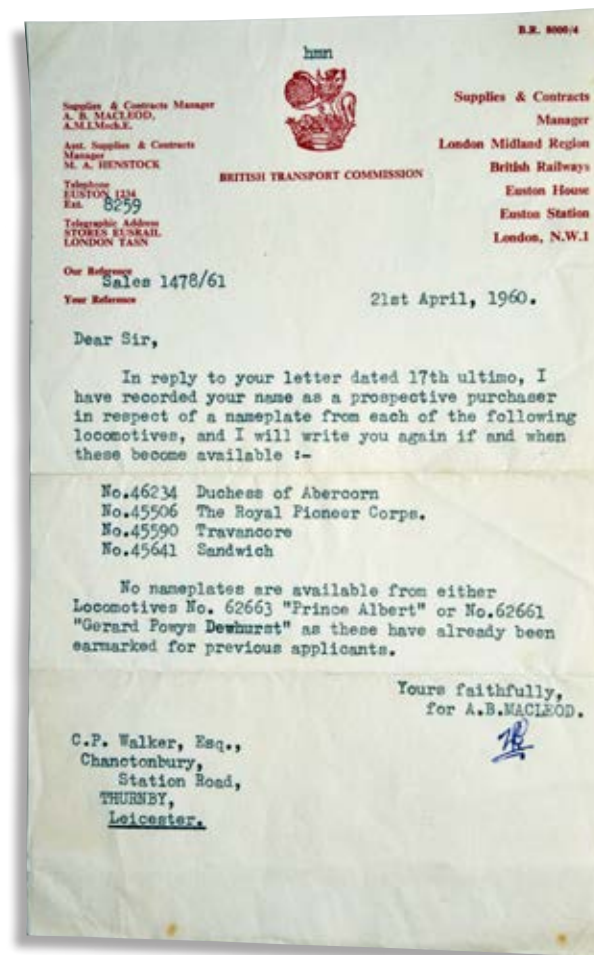 B.R. 8000/4
hmn
Supplies & Contracts Manager
A. B. MACLEOD,
A.M.I.Mech.E.
Asst. Supplies & Contracts
Manager
M. A. HENSTOCK
Telephone
EUSTON 1234
Ext. 8259
Telegraphic Address
STORES EUSRAIL
LONDON TASN
BRITISH TRANSPORT COMMISSION
Supplies & Contracts
Manager
London Midland Region
British Railways
Euston House
Euston Station
London, N.W.1
Our Reference
Sales 1478/61
Your Reference
21st April, 1960.
Dear Sir,
In reply to your letter dated 17th ultimo, I
have recorded your name as a prospective purchaser
in respect of a nameplate from each of the following
locomotives, and I will write you again if and when
these become available :-
No.46234 Duchess of Abercorn
No.45506 The Royal Pioneer Corps.
No.45590 Travancore
No.45641 Sandwich
No nameplates are available from either
Locomotives No. 62663 "Prince Albert" or No.62661
"Gerard Powys Dewhurst" as these have already been
earmarked for previous applicants.
Yours faithfully,
for A.B.MACLEOD.
C.P. Walker, Esq.,
Chanctonbury,
Station Road,
THURNBY,
Leicester.